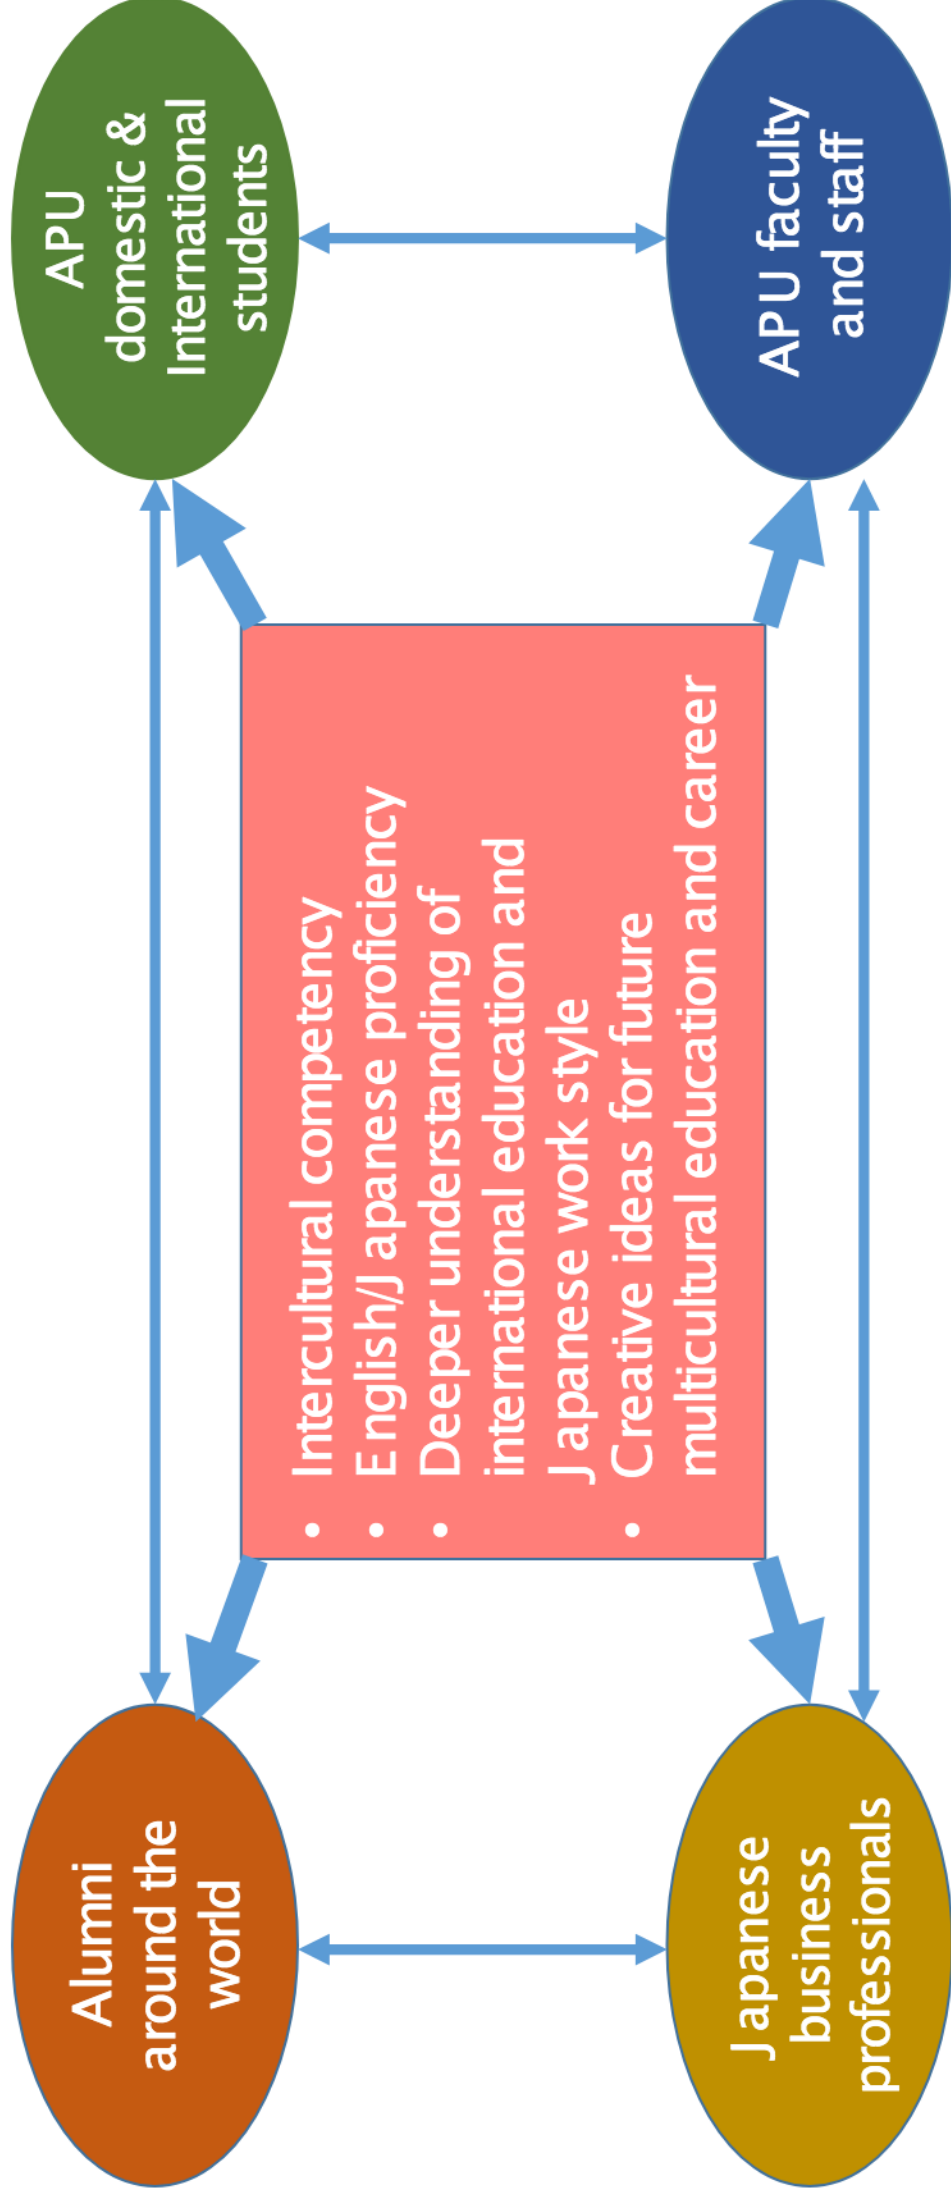 Alumni
around the
world
APU
domestic &
International
students
• Intercultural competency
• English/Japanese proficiency
• Deeper understanding of
international education and
Japanese work style
• Creative ideas for future
multicultural education and career
Japanese
business
professionals
APU faculty
and staff